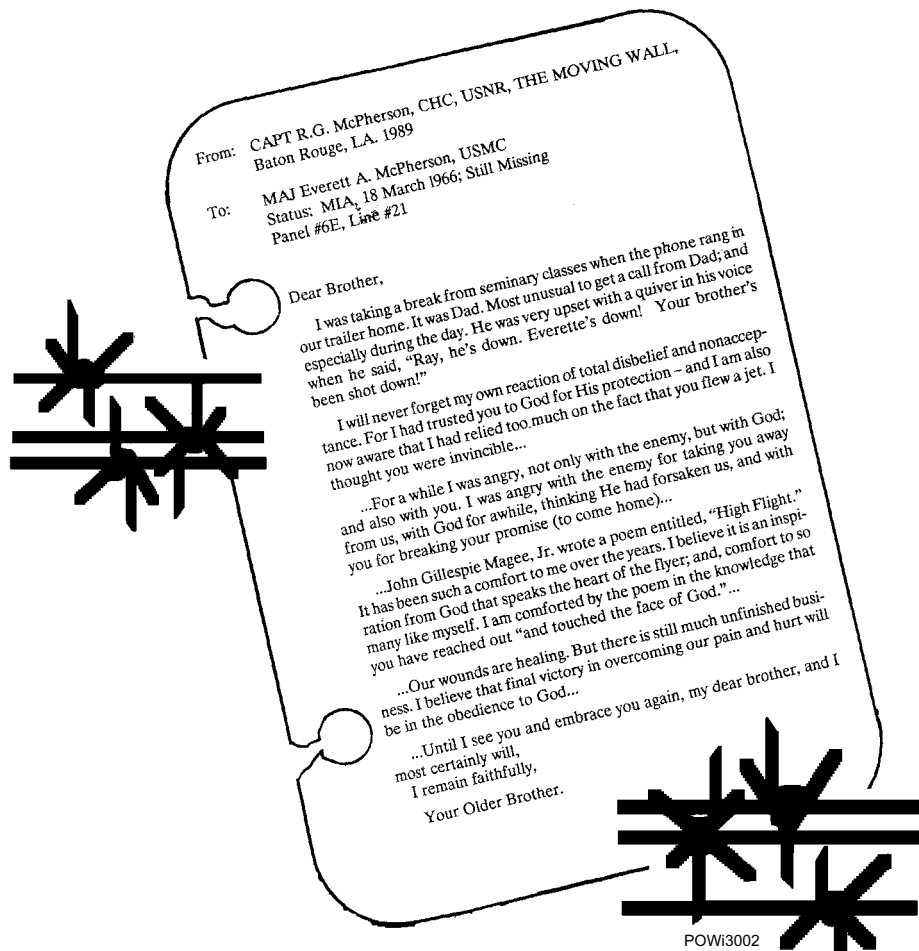 From: CAPT R.G. McPherson, CHC, USNR, THE MOVING WALL,
Baton Rouge, LA. 1989
To: MAJ Everett A. McPherson, USMC
Status: MIA, 18 March 1966; Still Missing
Panel #6E, Line #21
Dear Brother,
I was taking a break from seminary classes when the phone rang in
our trailer home. It was Dad. Most unusual to get a call from Dad; and
especially during the day. He was very upset with a quiver in his voice
when he said, “Ray, he's down. Everette's down! Your brother's
been shot down!”
I will never forget my own reaction of total disbelief and nonaccep-
tance. For I had trusted you to God for His protection – and I am also
now aware that I had relied too much on the fact that you flew a jet. I
thought you were invincible...
...For a while I was angry, not only with the enemy, but with God;
and also with you. I was angry with the enemy for taking you away
from us, with God for awhile, thinking He had forsaken us, and with
you for breaking your promise (to come home)...
...John Gillespie Magee, Jr. wrote a poem entitled, “High Flight.”
It has been such a comfort to me over the years. I believe it is an inspi-
ration from God that speaks the heart of the flyer; and, comfort to so
many like myself. I am comforted by the poem in the knowledge that
you have reached out “and touched the face of God.”...
...Our wounds are healing. But there is still much unfinished busi-
ness. I believe that final victory in overcoming our pain and hurt will
be in the obedience to God...
...Until I see you and embrace you again, my dear brother, and I
most certainly will,
I remain faithfully,
Your Older Brother.
POWi3002